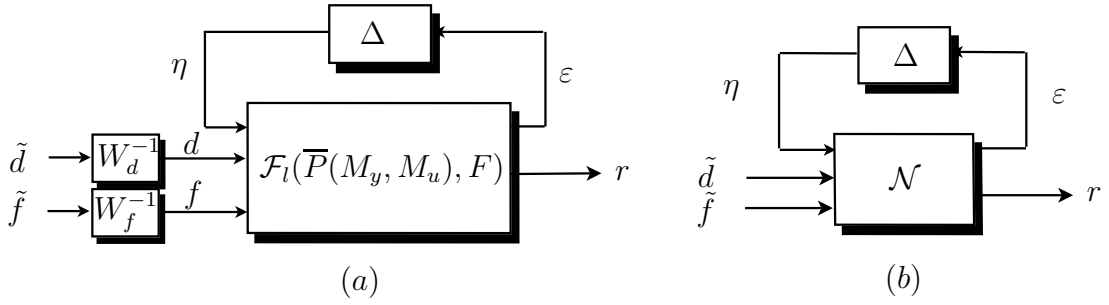 Δ
η
ε
d̃
W_d^{-1}
d
F_l(P̅(M_y, M_u), F)
r
f̃
W_f^{-1}
f
(a)
Δ
η
ε
d̃
f̃
N
r
(b)